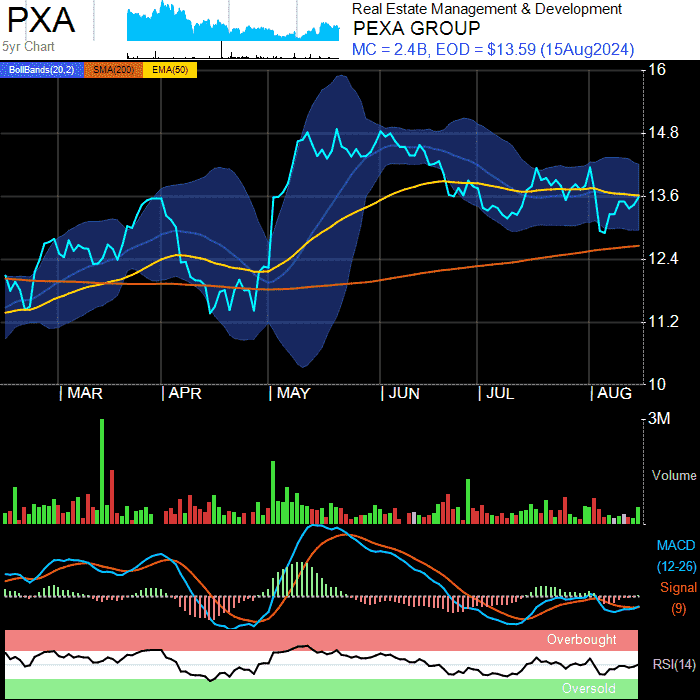 PXA
5yr Chart
Real Estate Management & Development
PEXA GROUP
MC = 2.4B, EOD = $13.59 (15Aug2024)
BollBands(20,2) SMA(200) EMA(50)
16
14.8
13.6
12.4
11.2
10
MAR APR MAY JUN JUL AUG
3M
Volume
MACD
(12-26)
Signal
(9)
Overbought
RSI(14)
Oversold